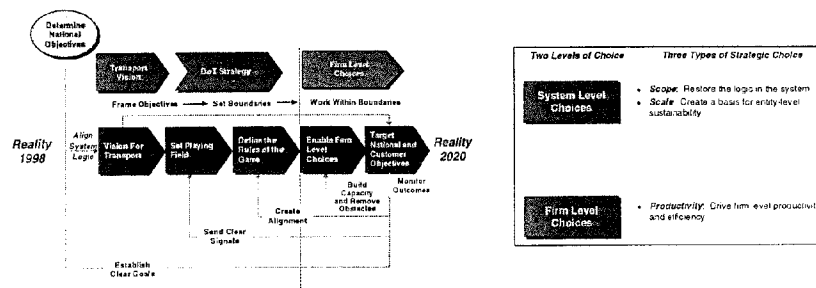 Determine
National
Objectives
Transport
Vision
DoT Strategy
Firm Level
Choices
Frame Objectives
Set Boundaries
Work Within Boundaries
Reality
1998
Align
System
Logic
Vision For
Transport
Set Playing
Field
Define the
Rules of the
Game
Enable Firm
Level
Choices
Target
National and
Customer
Objectives
Reality
2020
Build
Capacity
and Remove
Obstacles
Monitor
Outcomes
Create
Alignment
Send Clear
Signals
Establish
Clear Goals
Two Levels of Choice
Three Types of Strategic Choice
System Level
Choices
• Scope: Restore the logic in the system
• Scale: Create a basis for entity-level
sustainability
Firm Level
Choices
• Productivity: Drive firm level productivit
and efficiency